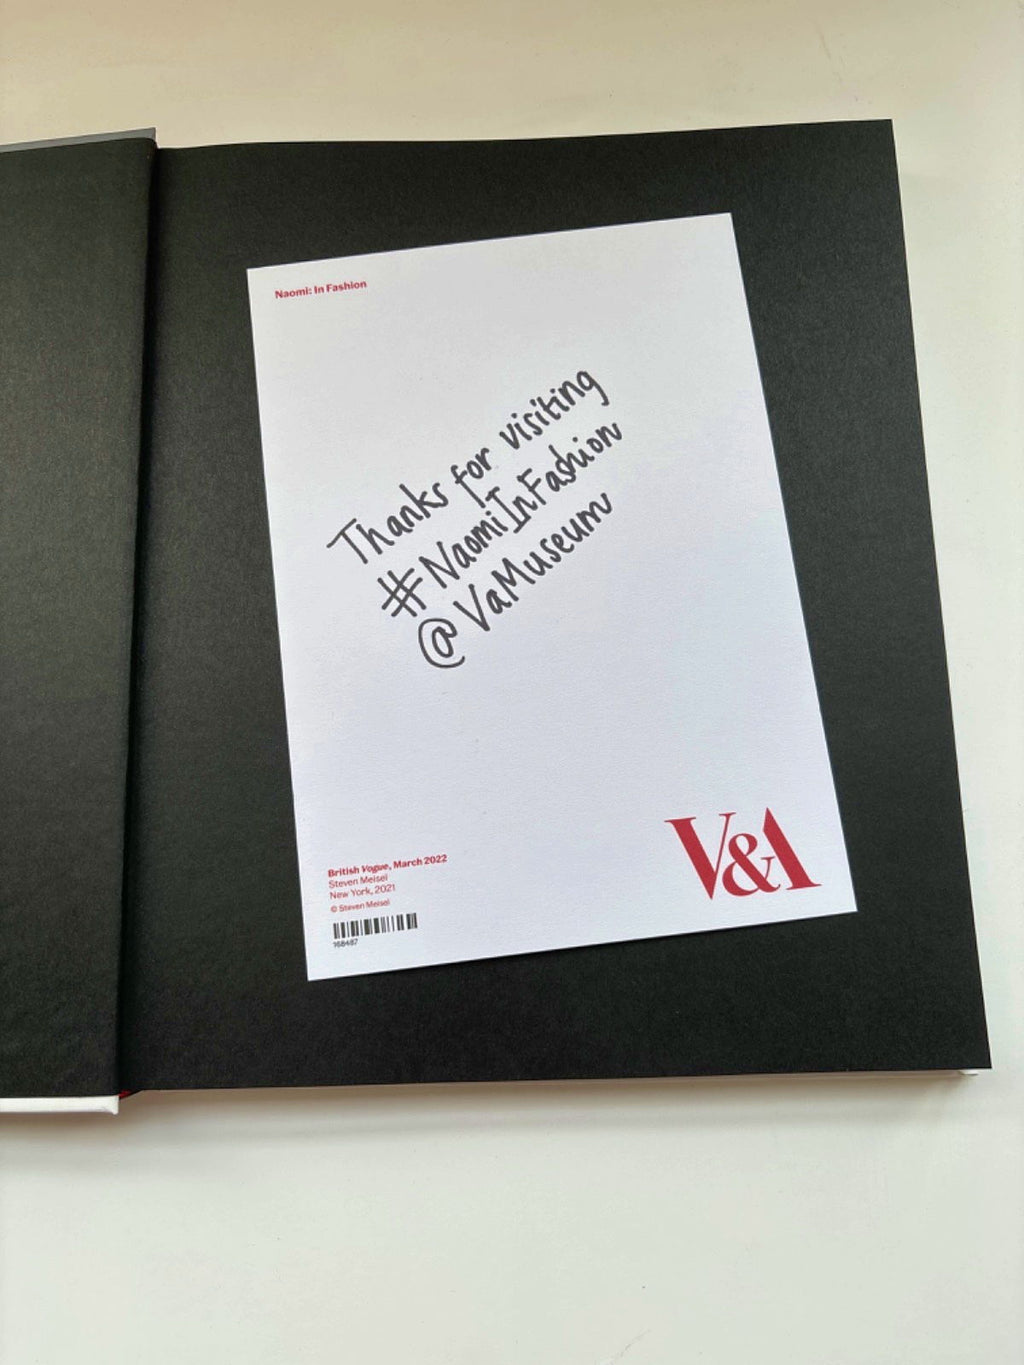 Naomi: In Fashion
Thanks for visiting
#NaomiInFashion
@VaMuseum
British Vogue, March 2022
Steven Meisel
New York, 2021
© Steven Meisel
168487
V&A